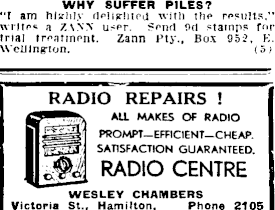 WHY SUFFER PILES?
"I am highly delighted with the results,"
writes a ZANN user. Send 9d stamps for
trial treatment. Zann Pty., Box 952, E.
Wellington. (5)
RADIO REPAIRS !
ALL MAKES OF RADIO
PROMPT—EFFICIENT—CHEAP.
SATISFACTION GUARANTEED.
RADIO CENTRE
WESLEY CHAMBERS
Victoria St., Hamilton. Phone 2105